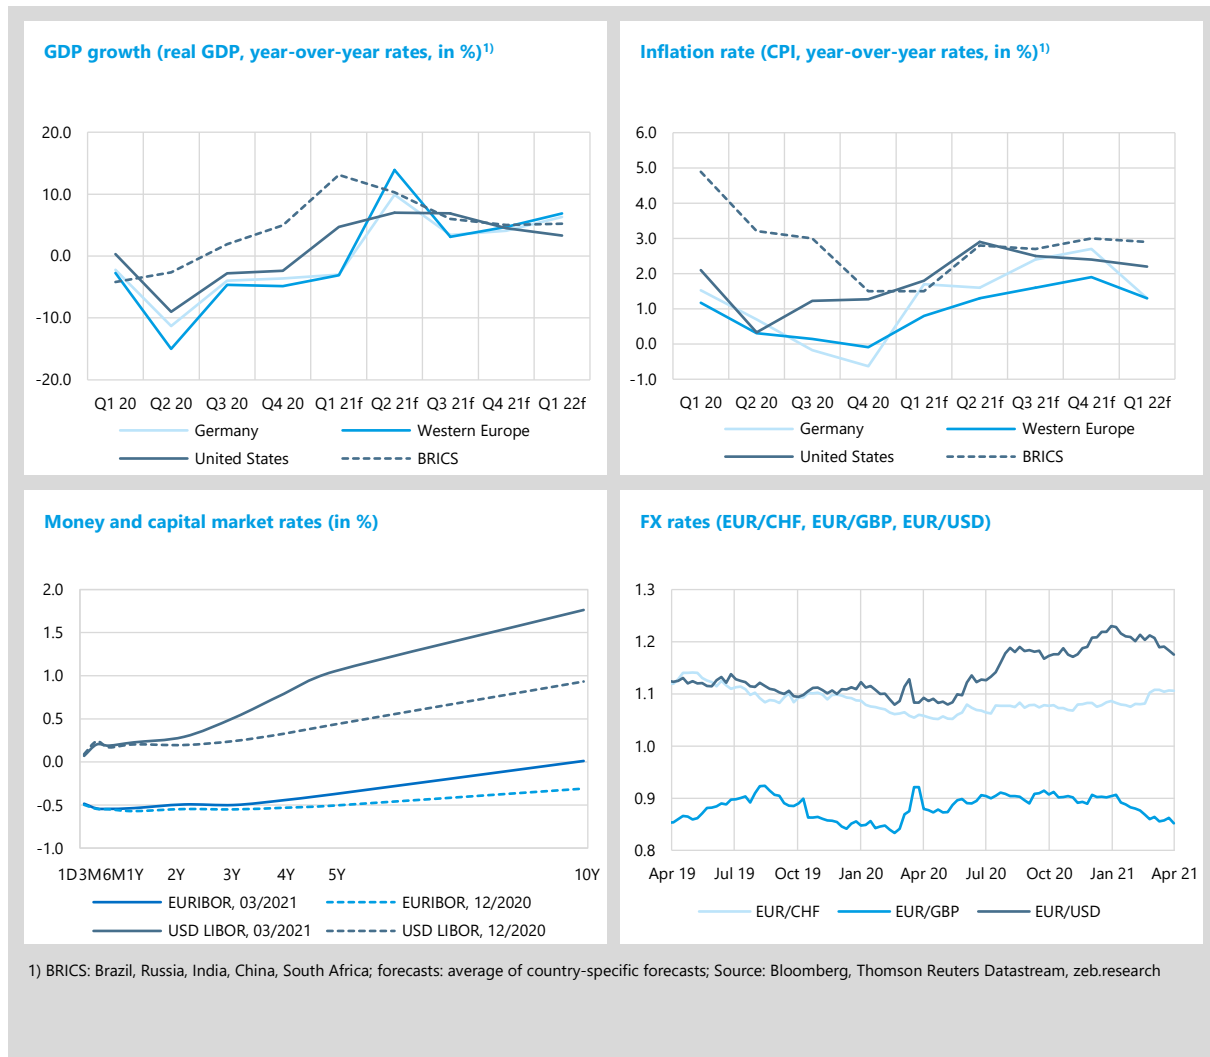 GDP growth (real GDP, year-over-year rates, in %)1)
20.0
10.0
0.0
-10.0
-20.0
Q1 20 Q2 20 Q3 20 Q4 20 Q1 21f Q2 21f Q3 21f Q4 21f Q1 22f
Germany Western Europe
United States BRICS
Inflation rate (CPI, year-over-year rates, in %)1)
6.0
5.0
4.0
3.0
2.0
1.0
0.0
-1.0
Q1 20 Q2 20 Q3 20 Q4 20 Q1 21f Q2 21f Q3 21f Q4 21f Q1 22f
Germany Western Europe
United States BRICS
Money and capital market rates (in %)
2.0
1.5
1.0
0.5
0.0
-0.5
-1.0
1D3M6M1Y 2Y 3Y 4Y 5Y 10Y
EURIBOR, 03/2021 EURIBOR, 12/2020
USD LIBOR, 03/2021 USD LIBOR, 12/2020
FX rates (EUR/CHF, EUR/GBP, EUR/USD)
1.3
1.2
1.1
1.0
0.9
0.8
Apr 19 Jul 19 Oct 19 Jan 20 Apr 20 Jul 20 Oct 20 Jan 21 Apr 21
EUR/CHF EUR/GBP EUR/USD
1) BRICS: Brazil, Russia, India, China, South Africa; forecasts: average of country-specific forecasts; Source: Bloomberg, Thomson Reuters Datastream, zeb.research